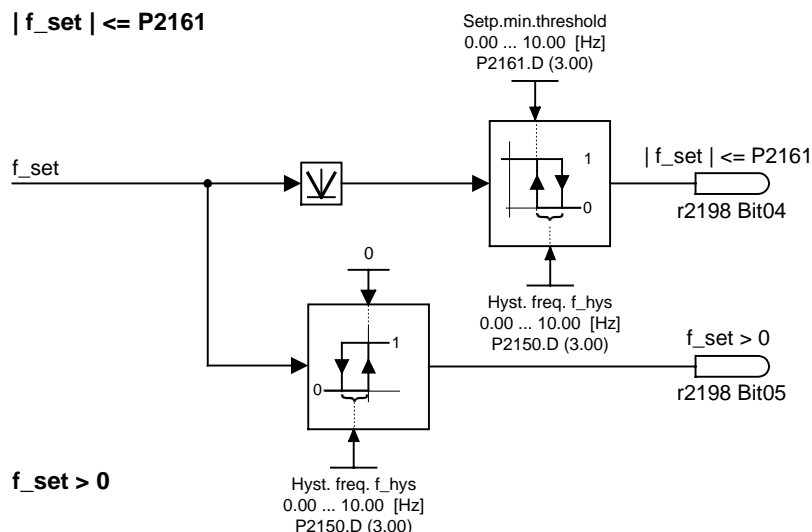 | f_set | <= P2161
Setp.min.threshold
0.00 ... 10.00 [Hz]
P2161.D (3.00)
f_set
1
0
| f_set | <= P2161
r2198 Bit04
Hyst. freq. f_hys
0.00 ... 10.00 [Hz]
P2150.D (3.00)
0
1
0
f_set > 0
r2198 Bit05
f_set > 0
Hyst. freq. f_hys
0.00 ... 10.00 [Hz]
P2150.D (3.00)